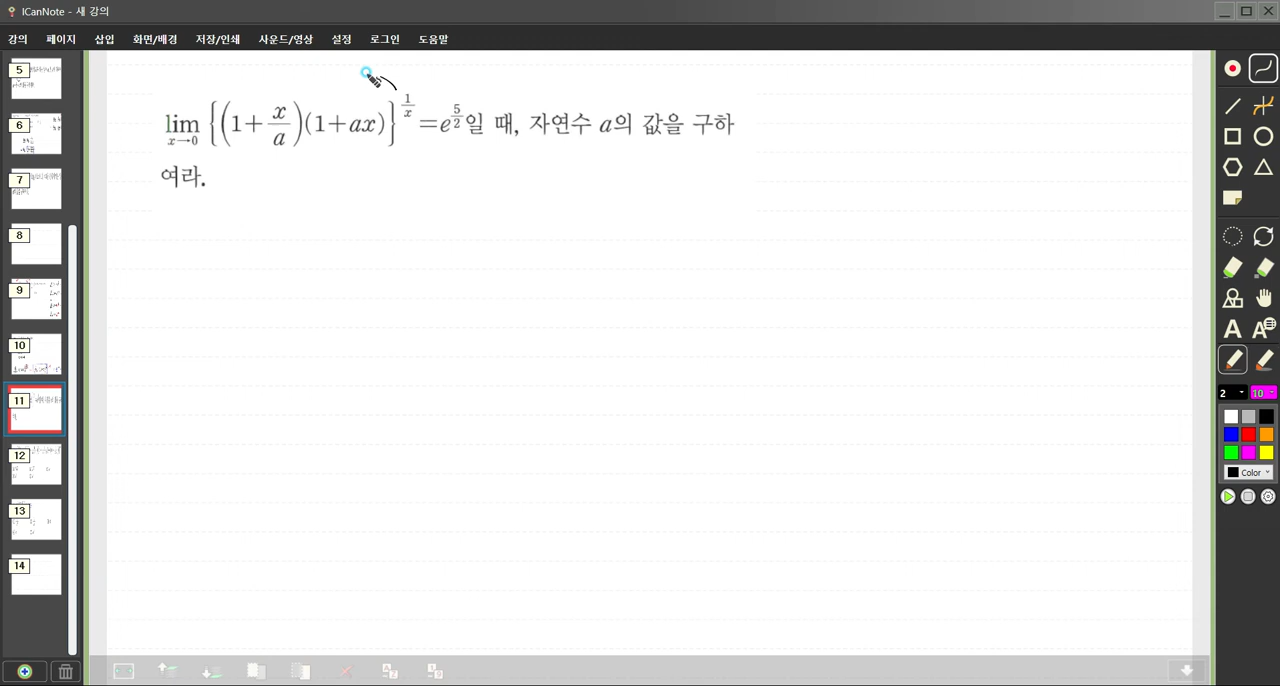 ICanNote - 새 강의
강의 페이지 삽입 화면/배경 저장/인쇄 사운드/영상 설정 로그인 도움말
5
6
7
8
9
10
11
12
13
14
lim x→0 {(1+x/a)(1+ax)}^(1/x) =e^(5/2)일 때, 자연수 a의 값을 구하
여라.
A A
2 10
Color